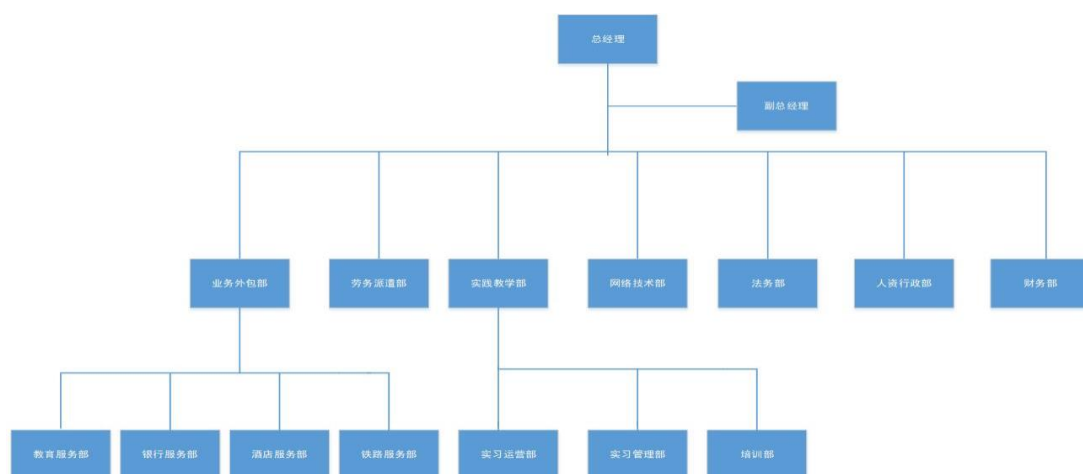 总经理
副总经理
业务外包部
劳务派遣部
实践教学部
网络技术部
法务部
人资行政部
财务部
教育服务部
银行服务部
酒店服务部
铁路服务部
实习运营部
实习管理部
培训部